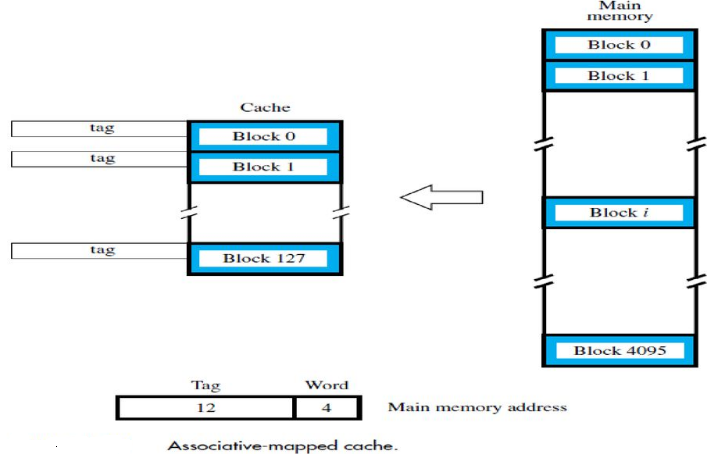 Main
memory
Block 0
Block 1
Cache
tag
Block 0
tag
Block 1
Block i
tag
Block 127
Block 4095
Tag Word
12 4 Main memory address
Associative-mapped cache.